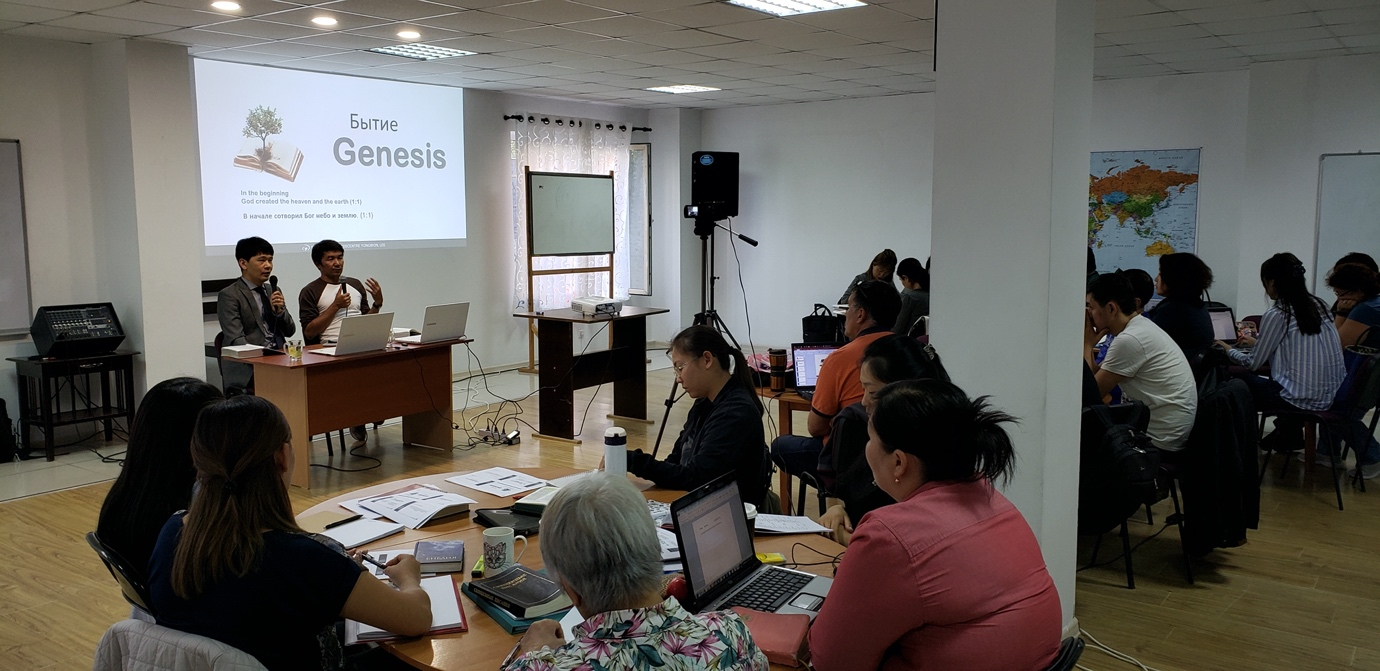 Бытие
Genesis
In the beginning
God created the heaven and the earth (1:1)
В начале сотворил Бог небо и землю. (1:1)